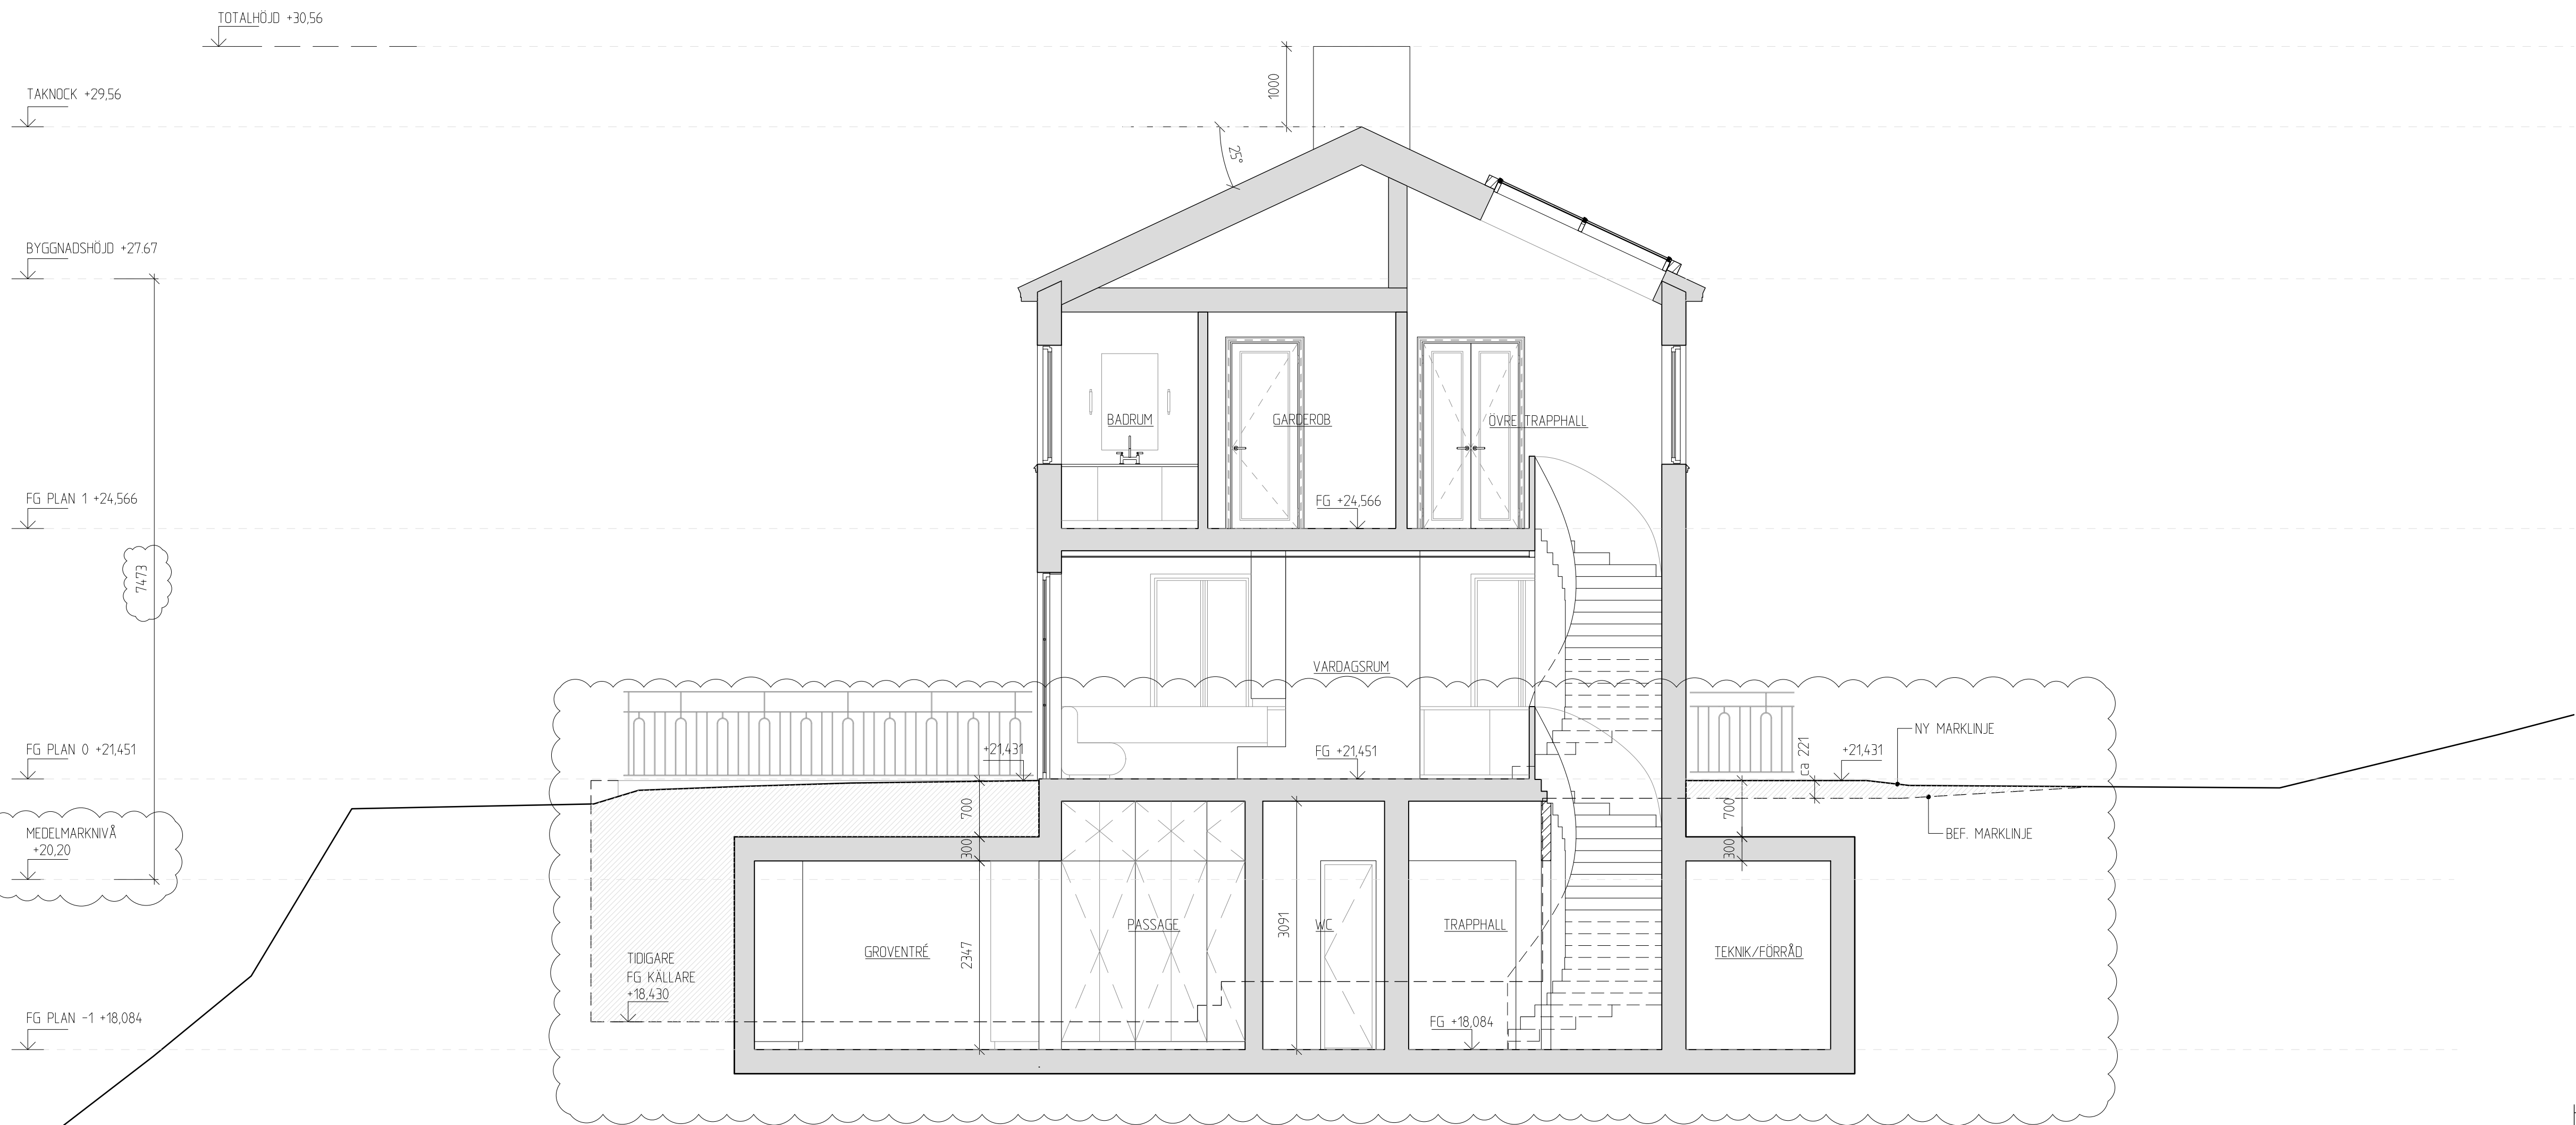 TOTALHÖJD +30,56
TAKNOCK +29,56
1000
25°
BYGGNADSHÖJD +27.67
BADRUM
GARDEROB
ÖVRE TRAPPHALL
FG PLAN 1 +24,566
FG +24,566
7473
VARDAGSRUM
NY MARKLINJE
FG PLAN 0 +21,451
+21,431
FG +21,451
ca 221
+21,431
700
700
MEDELMARKNIVÅ
+20,20
BEF. MARKLINJE
300
300
PASSAGE
3091
WC
TRAPPHALL
GROVENTRÉ
2347
TEKNIK/FÖRRÅD
TIDIGARE
FG KÄLLARE
+18,430
FG PLAN -1 +18,084
FG +18,084